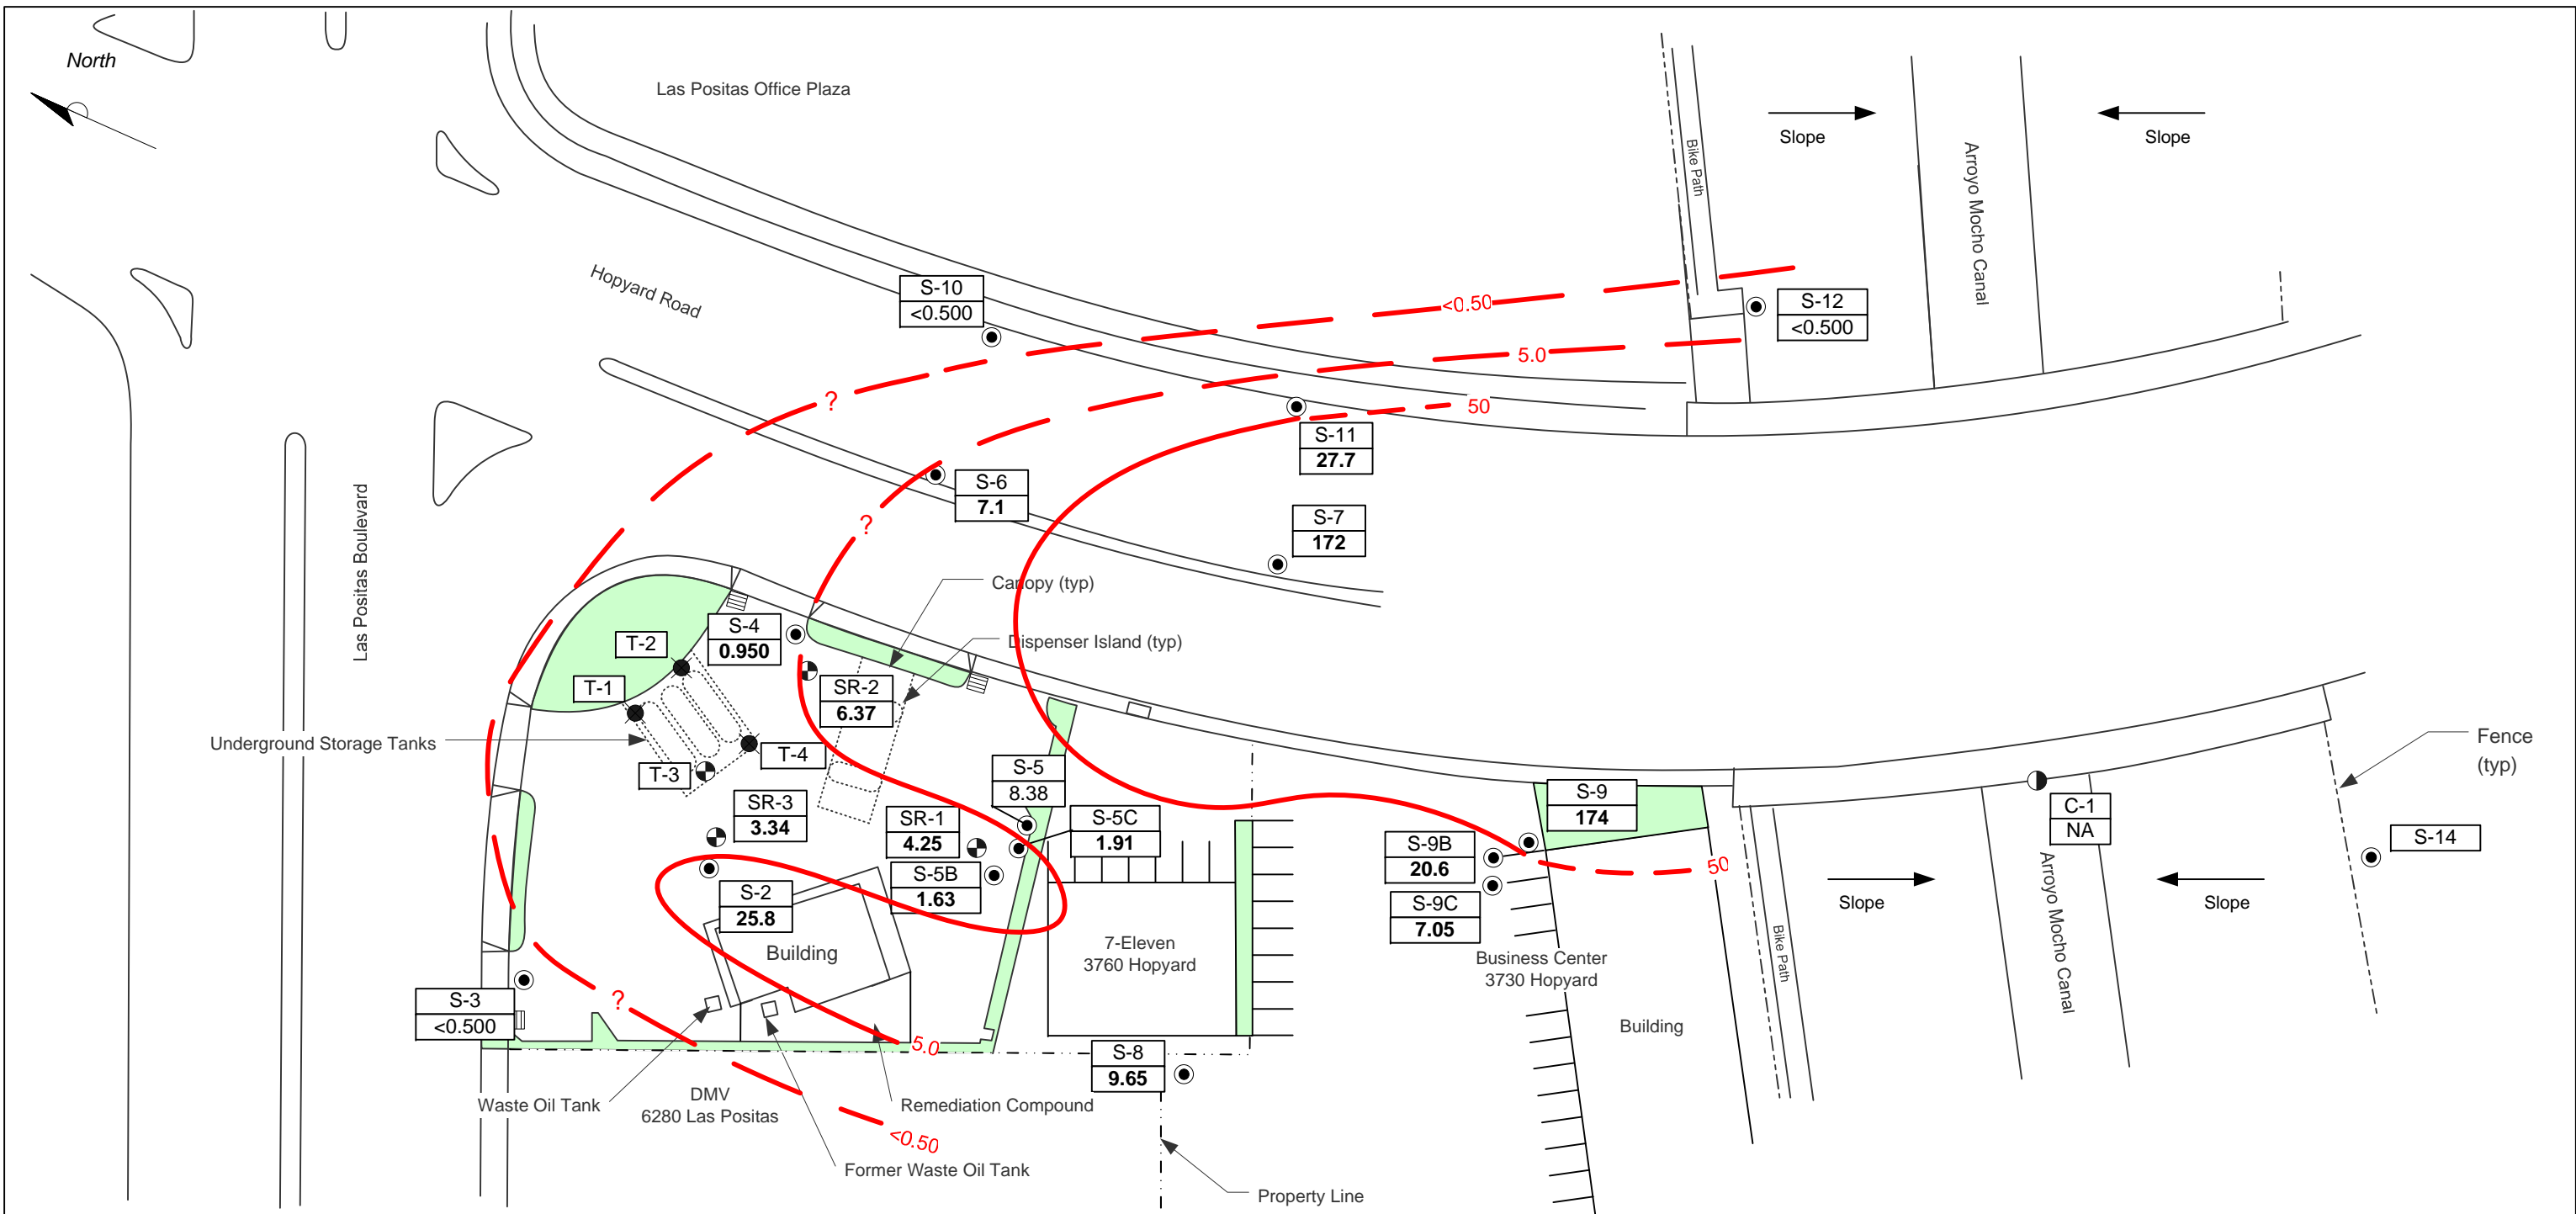 North
Las Positas Office Plaza
Slope
Slope
Bike Path
Arroyo Mocho Canal
Hopyard Road
S-10
<0.500
<0.50
S-12
<0.500
5.0
?
50
S-11
27.7
S-6
7.1
?
S-7
172
Las Positas Boulevard
Canopy (typ)
Dispenser Island (typ)
T-2
S-4
0.950
T-1
SR-2
6.37
Underground Storage Tanks
T-4
T-3
S-5
8.38
Fence
(typ)
SR-3
3.34
SR-1
4.25
S-5C
1.91
S-9
174
C-1
NA
S-14
S-9B
20.6
50
S-5B
1.63
S-2
25.8
S-9C
7.05
Slope
Slope
Building
7-Eleven
3760 Hopyard
Business Center
3730 Hopyard
Bike Path
Arroyo Mocho Canal
S-3
<0.500
?
Building
5.0
S-8
9.65
Waste Oil Tank
DMV
6280 Las Positas
Remediation Compound
<0.50
Former Waste Oil Tank
Property Line